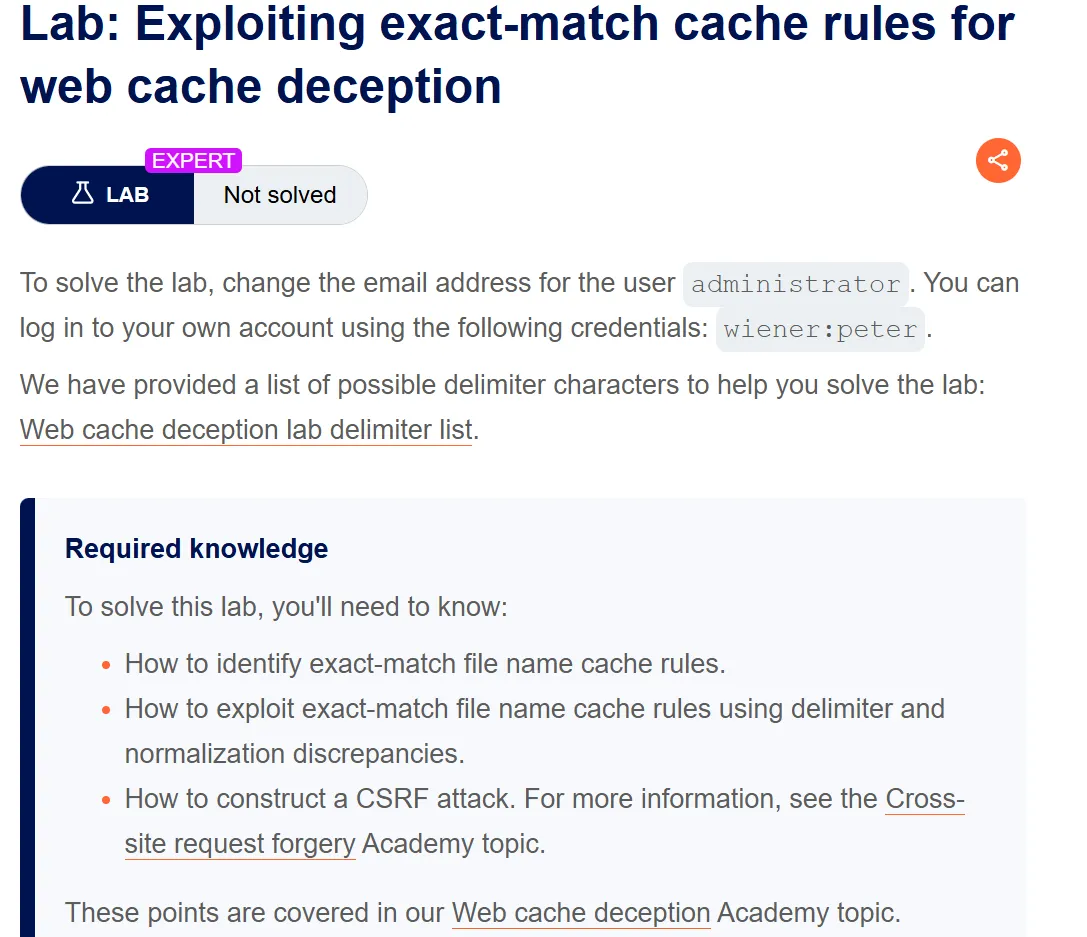 Lab: Exploiting exact-match cache rules for
web cache deception
EXPERT
LAB Not solved
To solve the lab, change the email address for the user administrator. You can
log in to your own account using the following credentials: wiener:peter.
We have provided a list of possible delimiter characters to help you solve the lab:
Web cache deception lab delimiter list.
Required knowledge
To solve this lab, you'll need to know:
• How to identify exact-match file name cache rules.
• How to exploit exact-match file name cache rules using delimiter and
normalization discrepancies.
• How to construct a CSRF attack. For more information, see the Cross-
site request forgery Academy topic.
These points are covered in our Web cache deception Academy topic.